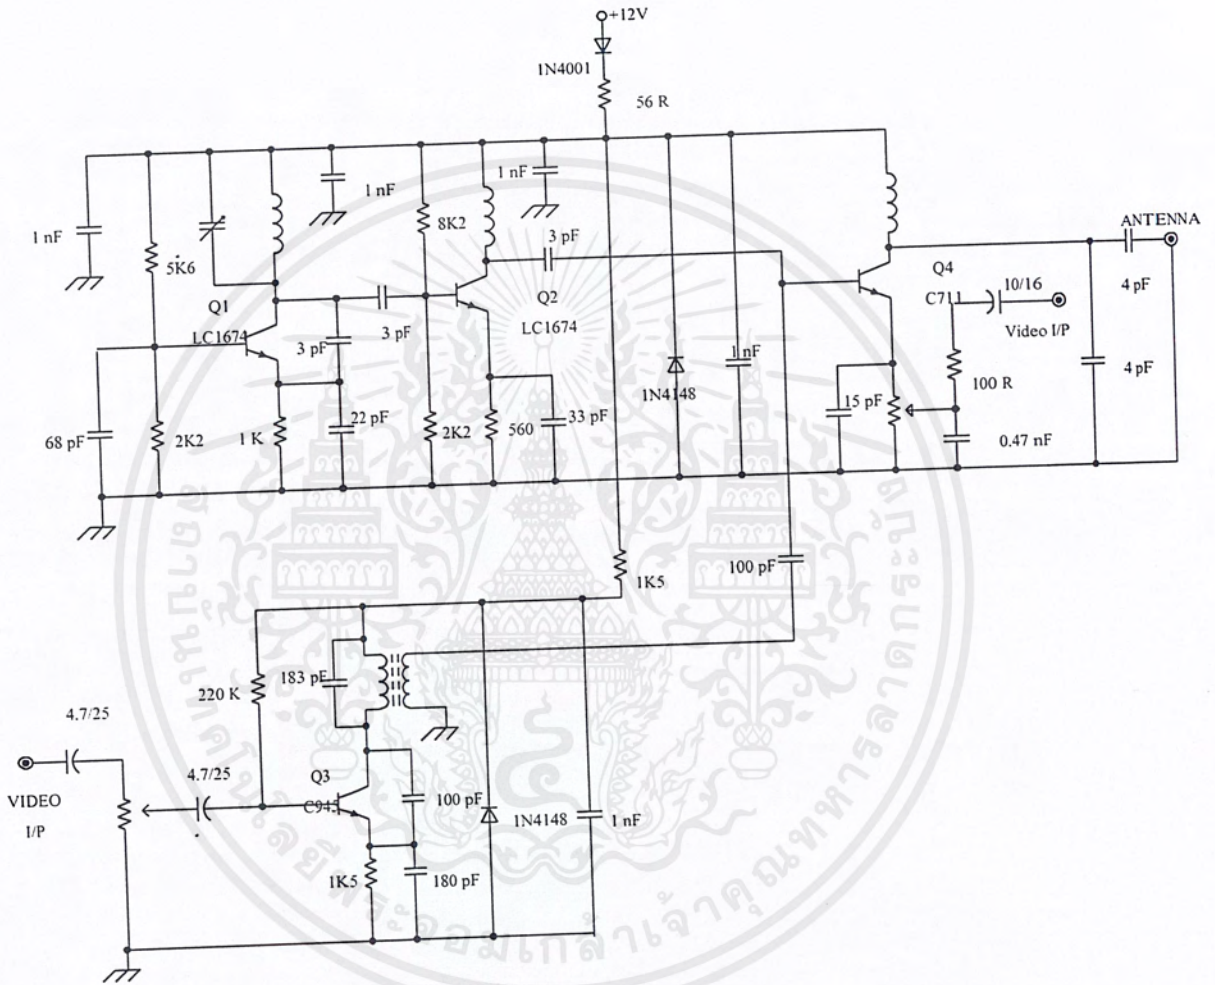 +12V
1N4001
56 R
1 nF
1 nF
1 nF
8K2
3 pF
ANTENNA
5K6
Q1
LC1674
3 pF
3 pF
Q2
LC1674
Q4
C711
10/16
4 pF
Video I/P
1 nF
1N4148
100 R
4 pF
15 pF
68 pF
2K2
1 K
22 pF
2K2
560
33 pF
0.47 nF
100 pF
1K5
183 pF
220 K
4.7/25
4.7/25
Q3
C945
100 pF
1N4148
1 nF
VIDEO
I/P
1K5
180 pF